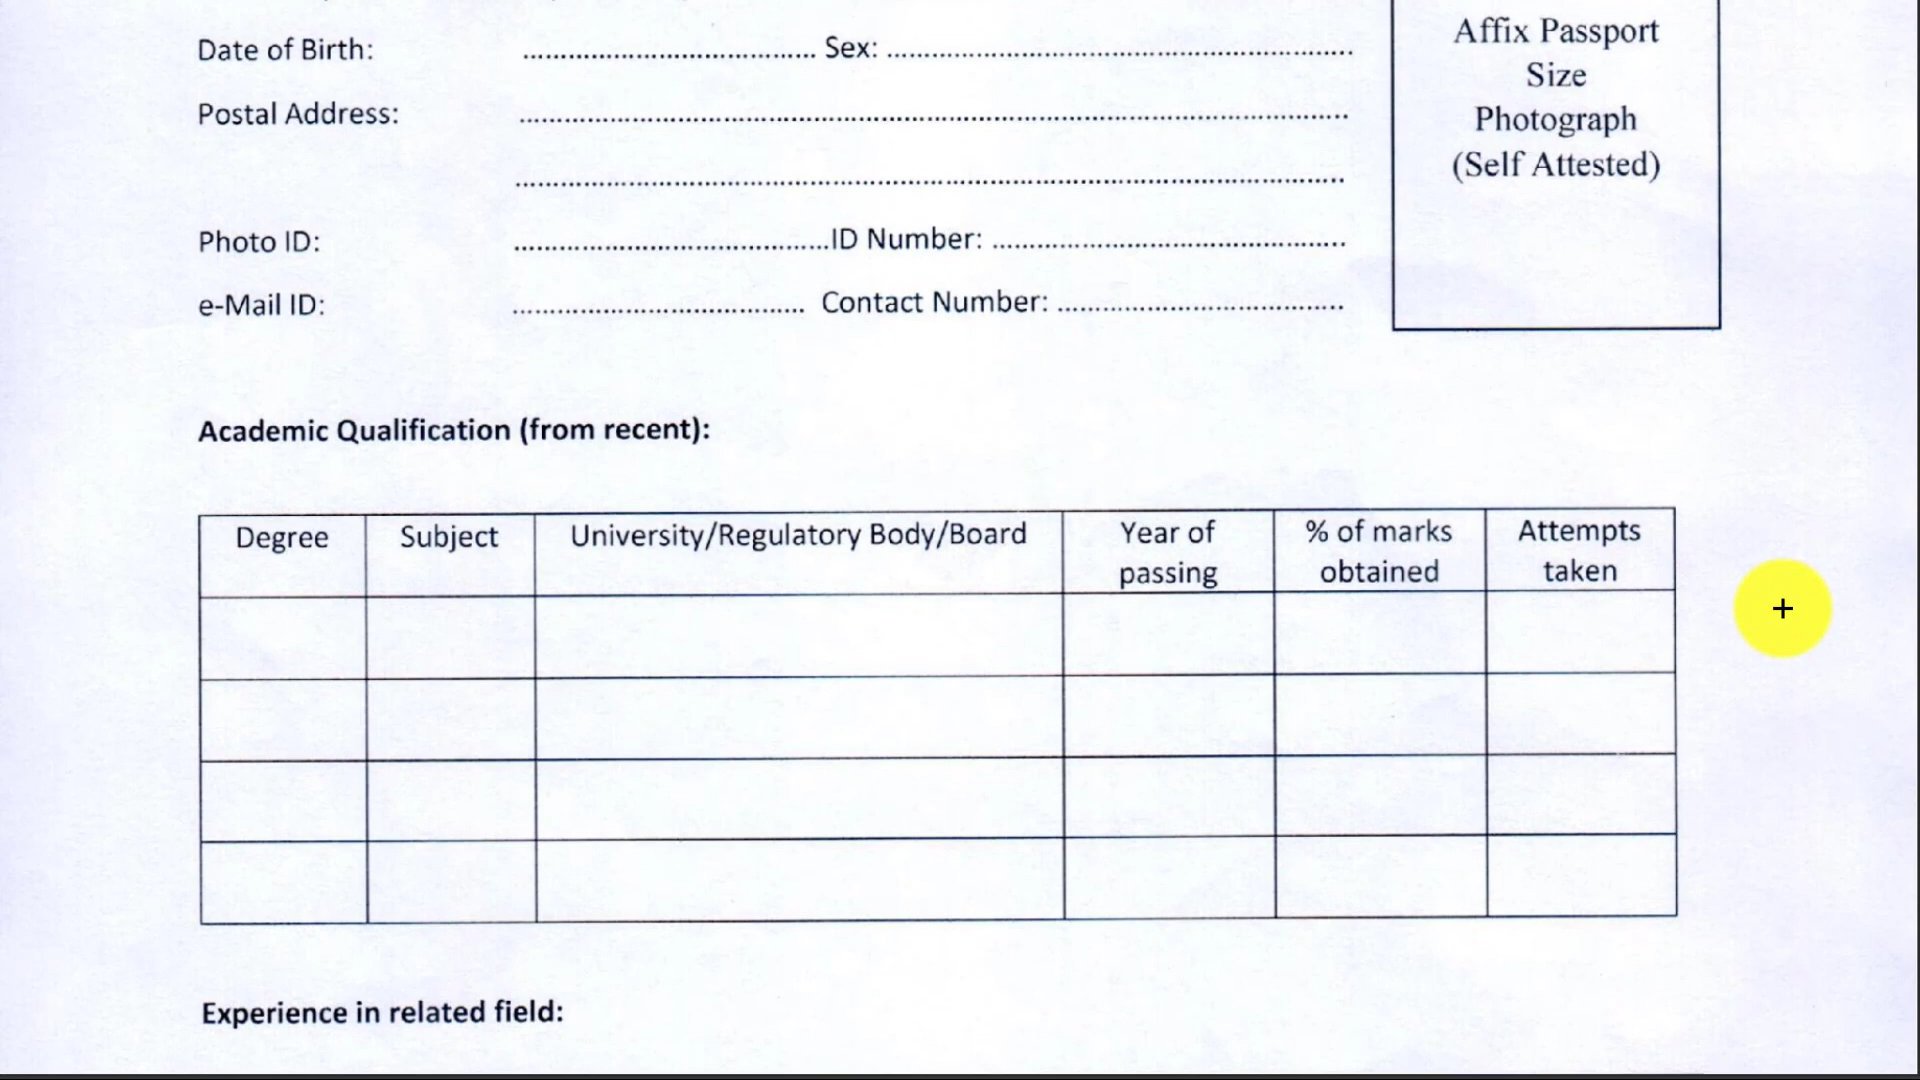 Date of Birth: ................................ Sex: ..................................................
Postal Address: ..........................................................................................
..........................................................................................
Photo ID: ..................................ID Number: ......................................
e-Mail ID: ................................ Contact Number: ...............................
Affix Passport
Size
Photograph
(Self Attested)
Academic Qualification (from recent):
Degree Subject University/Regulatory Body/Board Year of passing % of marks obtained Attempts taken
Experience in related field: